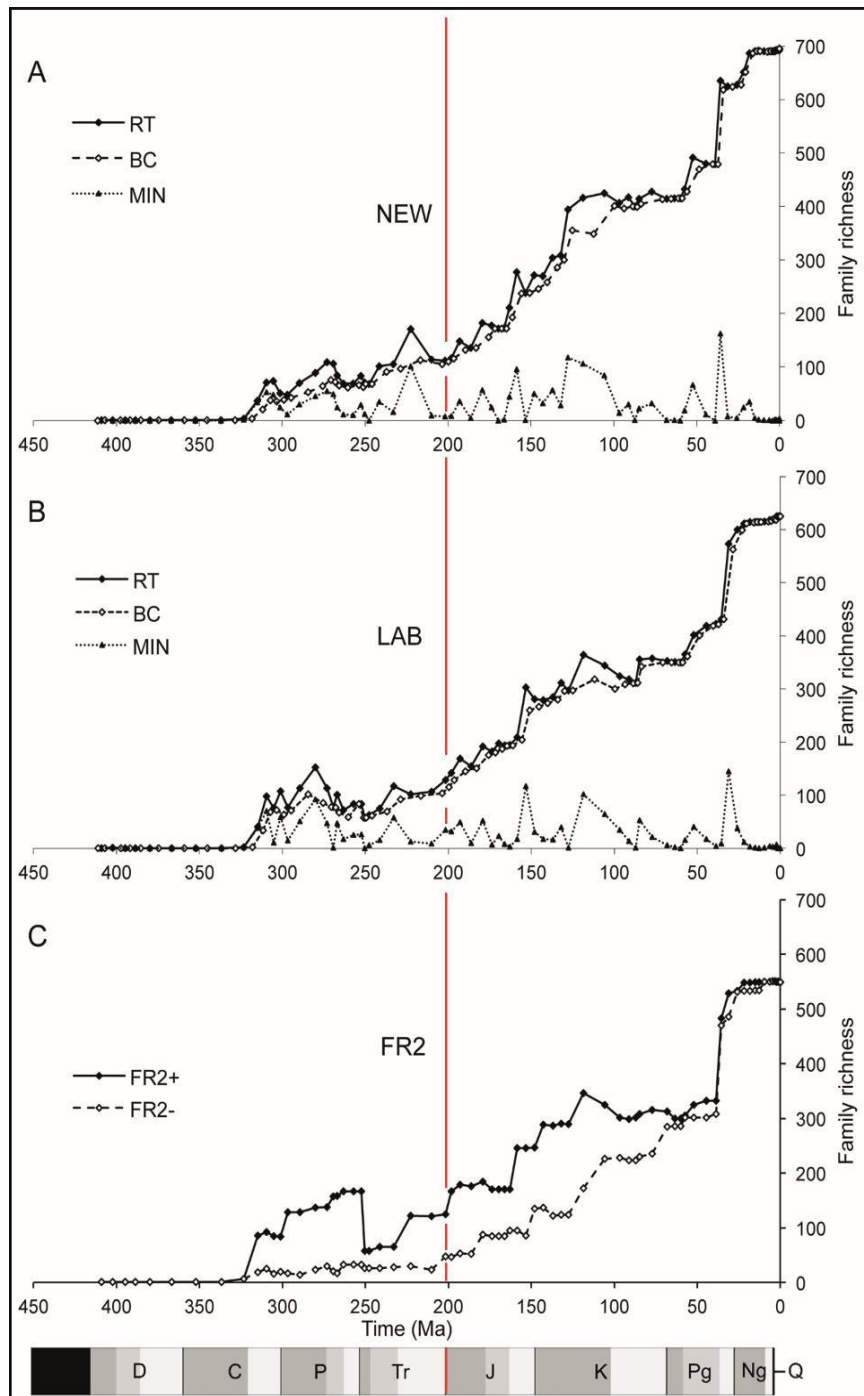 A
RT
BC
MIN
NEW
700
600
500
400
300
200
100
0
Family richness
450 400 350 300 250 200 150 100 50 0
B
RT
BC
MIN
LAB
700
600
500
400
300
200
100
0
Family richness
450 400 350 300 250 200 150 100 50 0
C
FR2+
FR2-
FR2
700
600
500
400
300
200
100
0
Family richness
450 400 350 300 250 200 150 100 50 0
Time (Ma)
D C P Tr J K Pg Ng Q